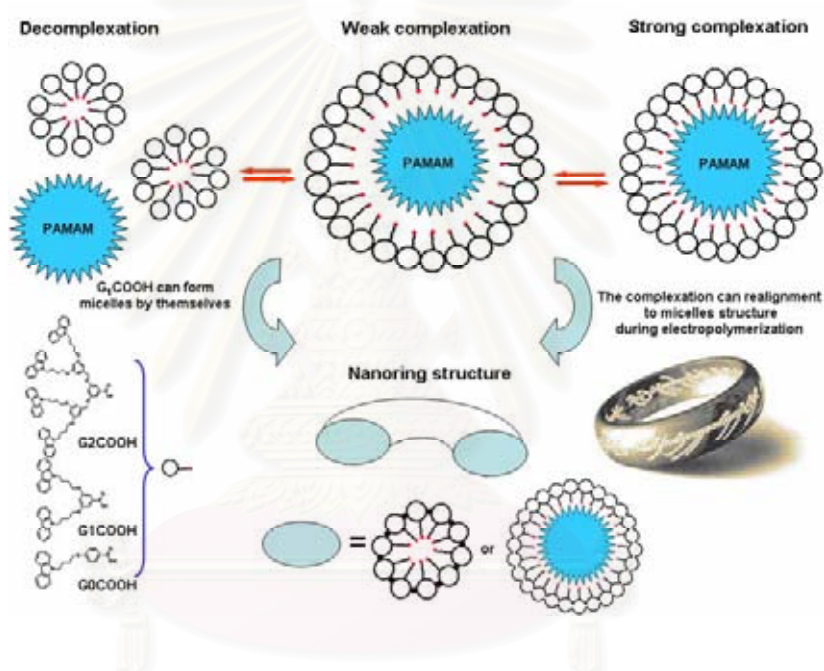 Decomplexation
Weak complexation
Strong complexation
PAMAM
PAMAM
PAMAM
GₓCOOH can form
micelles by themselves
The complexation can realignment
to micelles structure
during electropolymerization
Nanoring structure
G2COOH
G1COOH
G0COOH
=
or